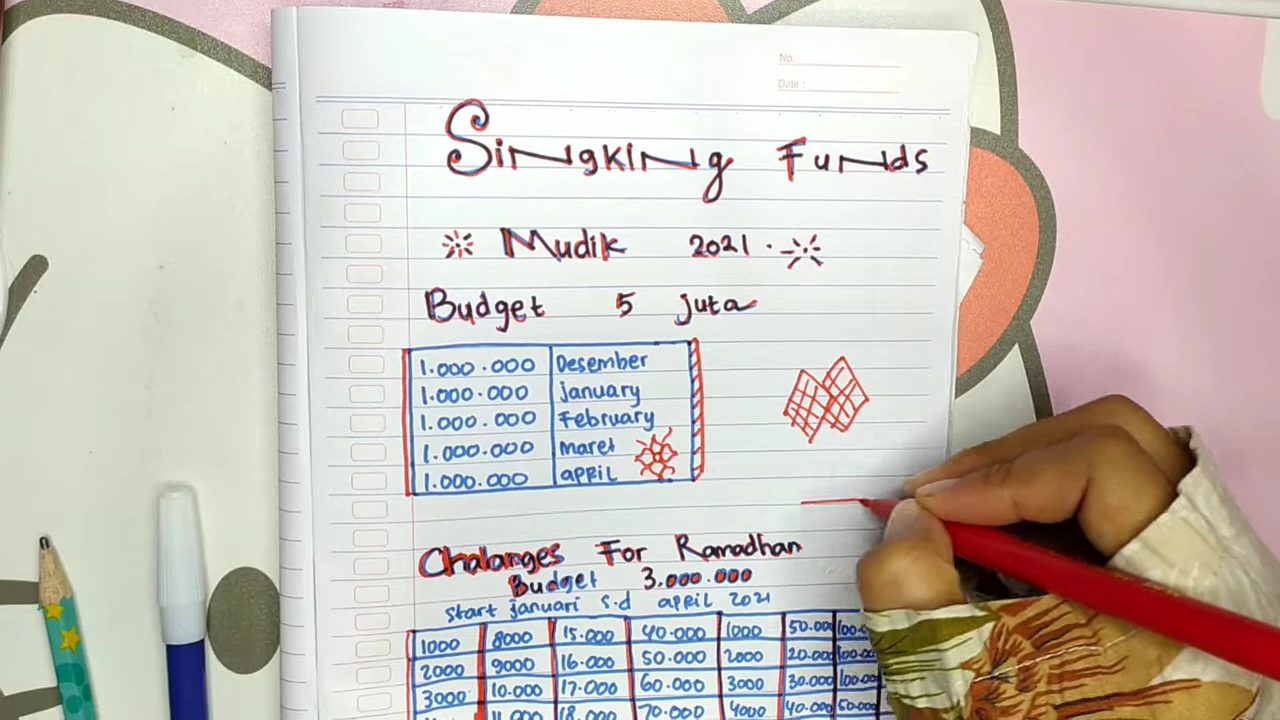 No.
Date :
Singking Funds
Mudik 2021.
Budget 5 juta
1.000.000 Desember
1.000.000 january
1.000.000 February
1.000.000 maret
1.000.000 APRIL
Chalanges For Ramadhan
Budget 3.000.000
start januari s.d april 2021
1000 8000 15.000 40.000 1000 50.000
2000 9000 16.000 50.000 2000 20.000
3000 10.000 17.000 60.000 3000 30.000
11.000 18.000 70.000 4000 40.000